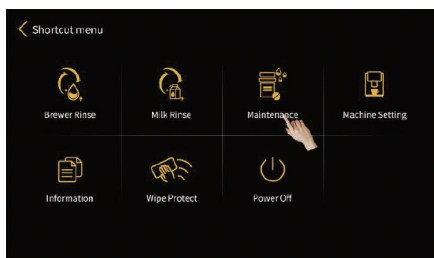 Shortcut menu
Brewer Rinse
Milk Rinse
Maintenance
Machine Setting
Information
Wipe Protect
Power Off